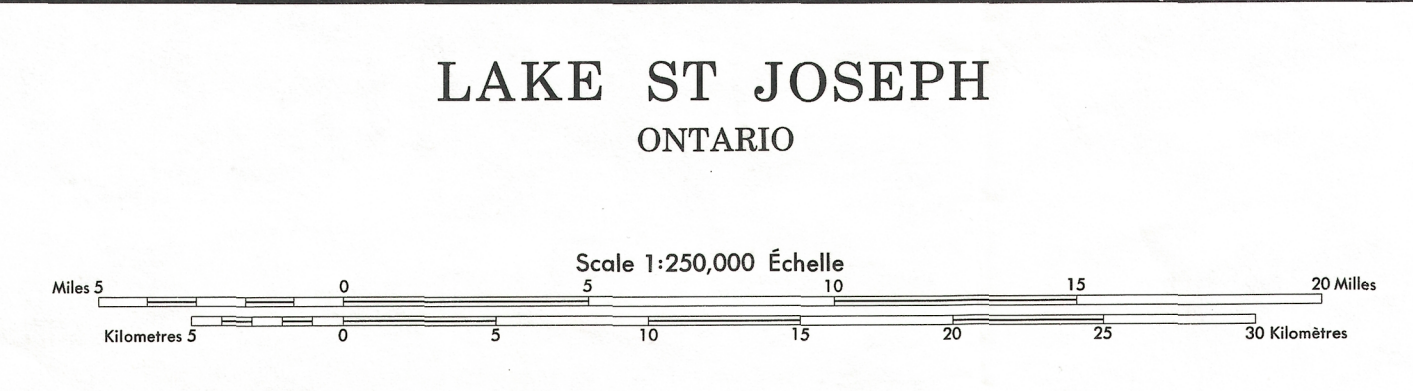 LAKE ST JOSEPH
ONTARIO
Scale 1:250,000 Échelle
Miles 5 0 5 10 15 20 Milles
Kilometres 5 0 5 10 15 20 25 30 Kilomètres